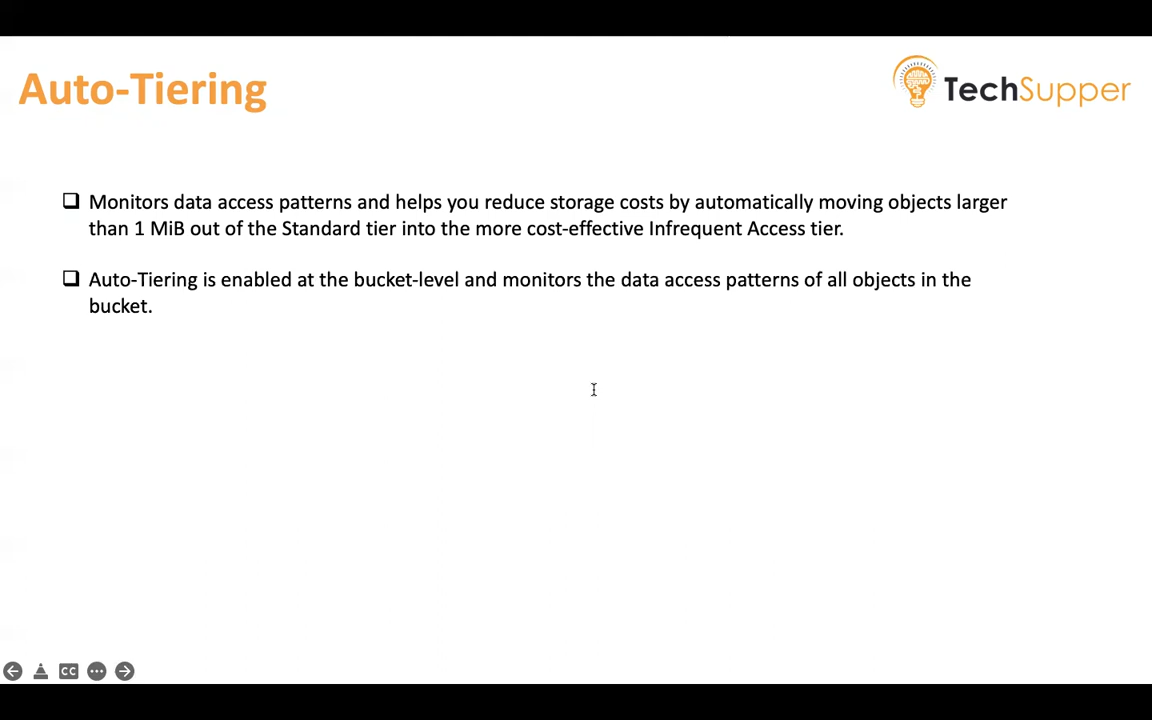 Auto-Tiering
TechSupper
Monitors data access patterns and helps you reduce storage costs by automatically moving objects larger
than 1 MiB out of the Standard tier into the more cost-effective Infrequent Access tier.
Auto-Tiering is enabled at the bucket-level and monitors the data access patterns of all objects in the
bucket.
CC